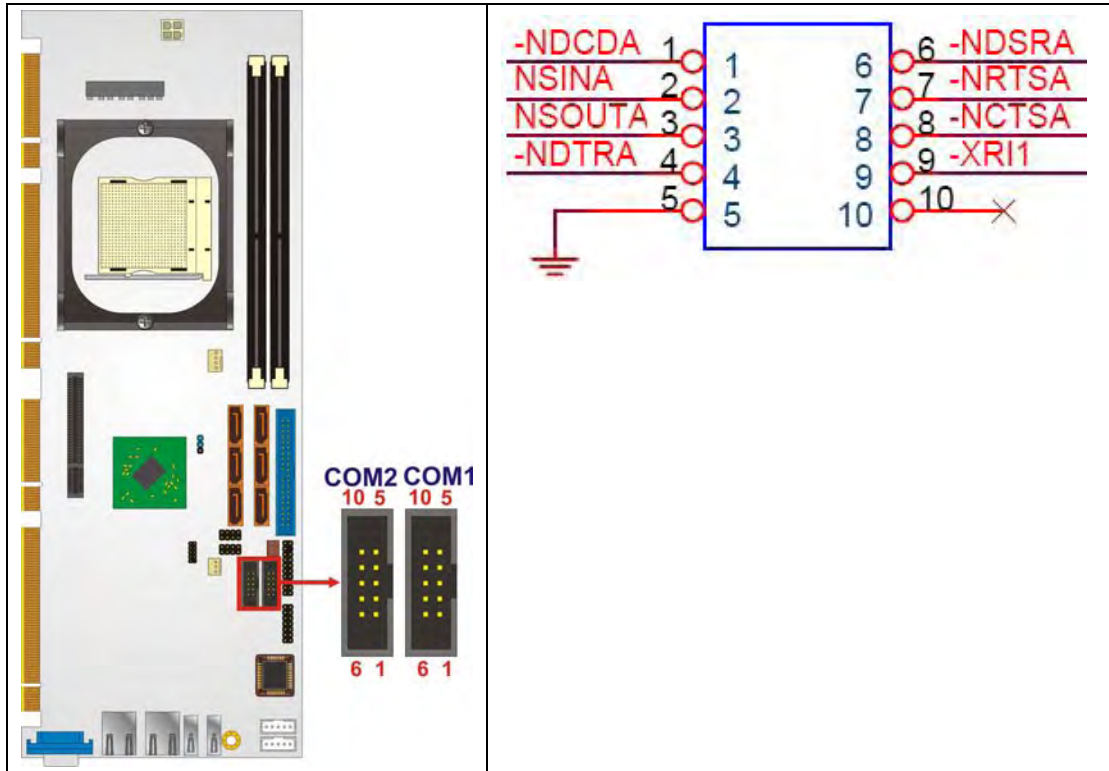 COM2 COM1
10 5 10 5
6 1 6 1
-NDCDA 1 1 6 6 -NDSRA
NSINA 2 2 7 7 -NRTSA
NSOUTA 3 3 8 8 -NCTSA
-NDTRA 4 4 9 9 -XRI1
5 5 10 10